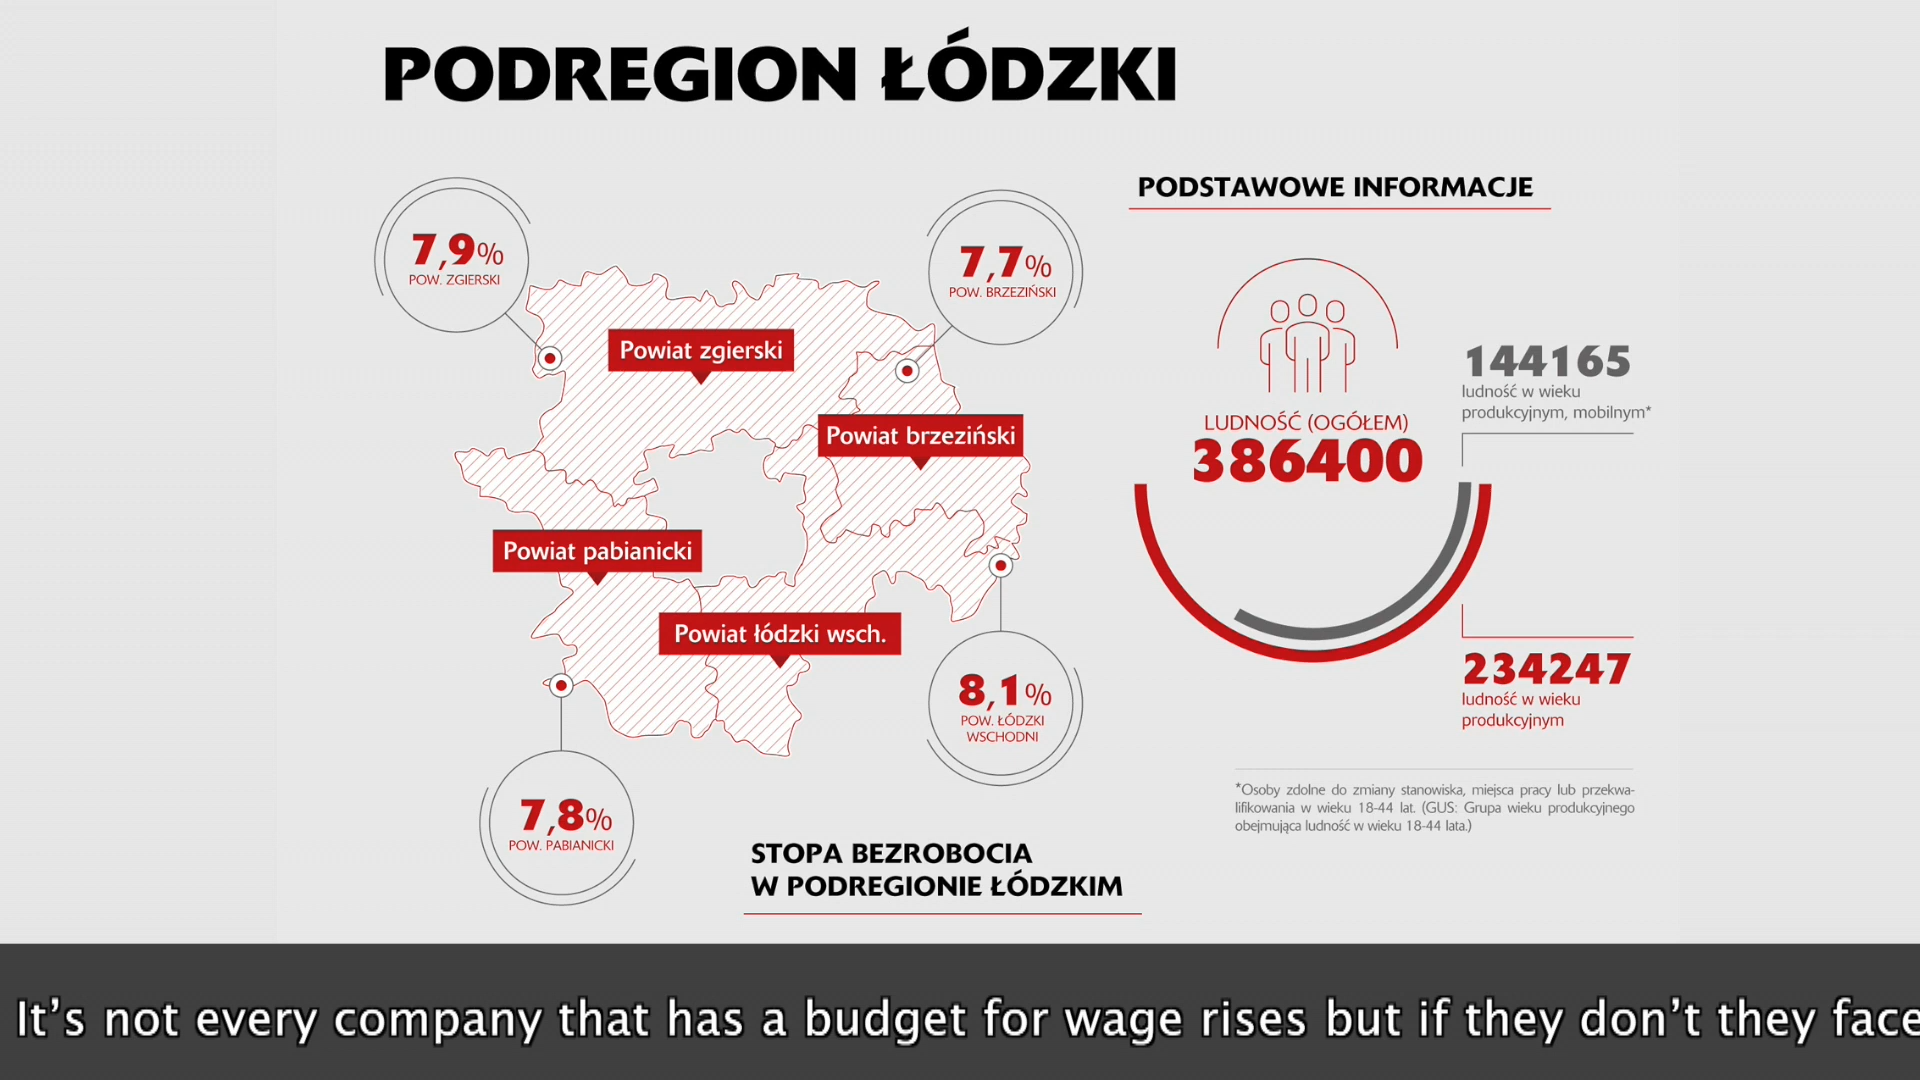 PODREGION ŁÓDZKI
PODSTAWOWE INFORMACJE
7,9%
POW. ZGIERSKI
7,7%
POW. BRZEZIŃSKI
Powiat zgierski
Powiat brzeziński
Powiat pabianicki
Powiat łódzki wsch.
8,1%
POW. ŁÓDZKI
WSCHODNI
7,8%
POW. PABIANICKI
STOPA BEZROBOCIA
W PODREGIONIE ŁÓDZKIM
LUDNOŚĆ (OGÓŁEM)
386400
144165
ludność w wieku
produkcyjnym, mobilnym*
234247
ludność w wieku
produkcyjnym
*Osoby zdolne do zmiany stanowiska, miejsca pracy lub przekwa-
lifikowania w wieku 18-44 lat. (GUS: Grupa wieku produkcyjnego
obejmująca ludność w wieku 18-44 lata.)
It's not every company that has a budget for wage rises but if they don't they face